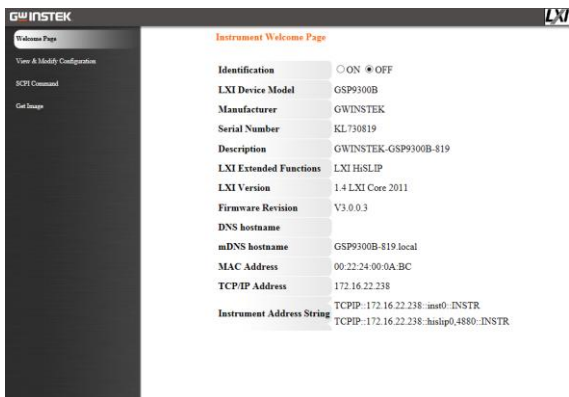 GWINSTEK
LXI
Welcome Page
View & Modify Configuration
SCPI Command
Get Image
Instrument Welcome Page
Identification ON OFF
LXI Device Model GSP9300B
Manufacturer GWINSTEK
Serial Number KL730819
Description GWINSTEK-GSP9300B-819
LXI Extended Functions LXI HiSLIP
LXI Version 1.4 LXI Core 2011
Firmware Revision V3.0.0.3
DNS hostname
mDNS hostname GSP9300B-819.local
MAC Address 00:22:24:00:0A:BC
TCP/IP Address 172.16.22.238
Instrument Address String TCPIP::172.16.22.238::inst0::INSTR
TCPIP::172.16.22.238::hislip0,4880::INSTR